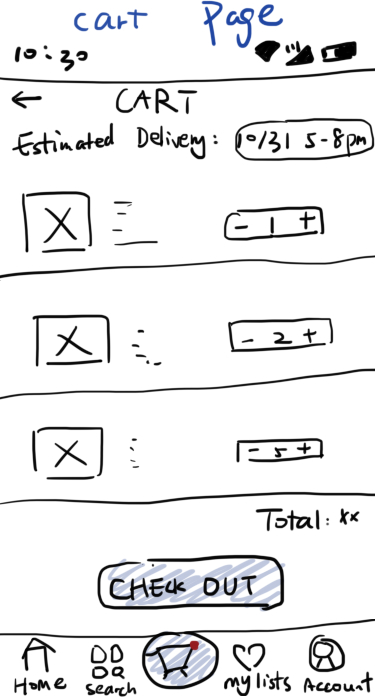 cart page
10:30
← CART
Estimated Delivery: 10/31 5-8pm
- 1 +
- 2 +
- 5 +
Total: xx
CHECK OUT
Home search my lists Account